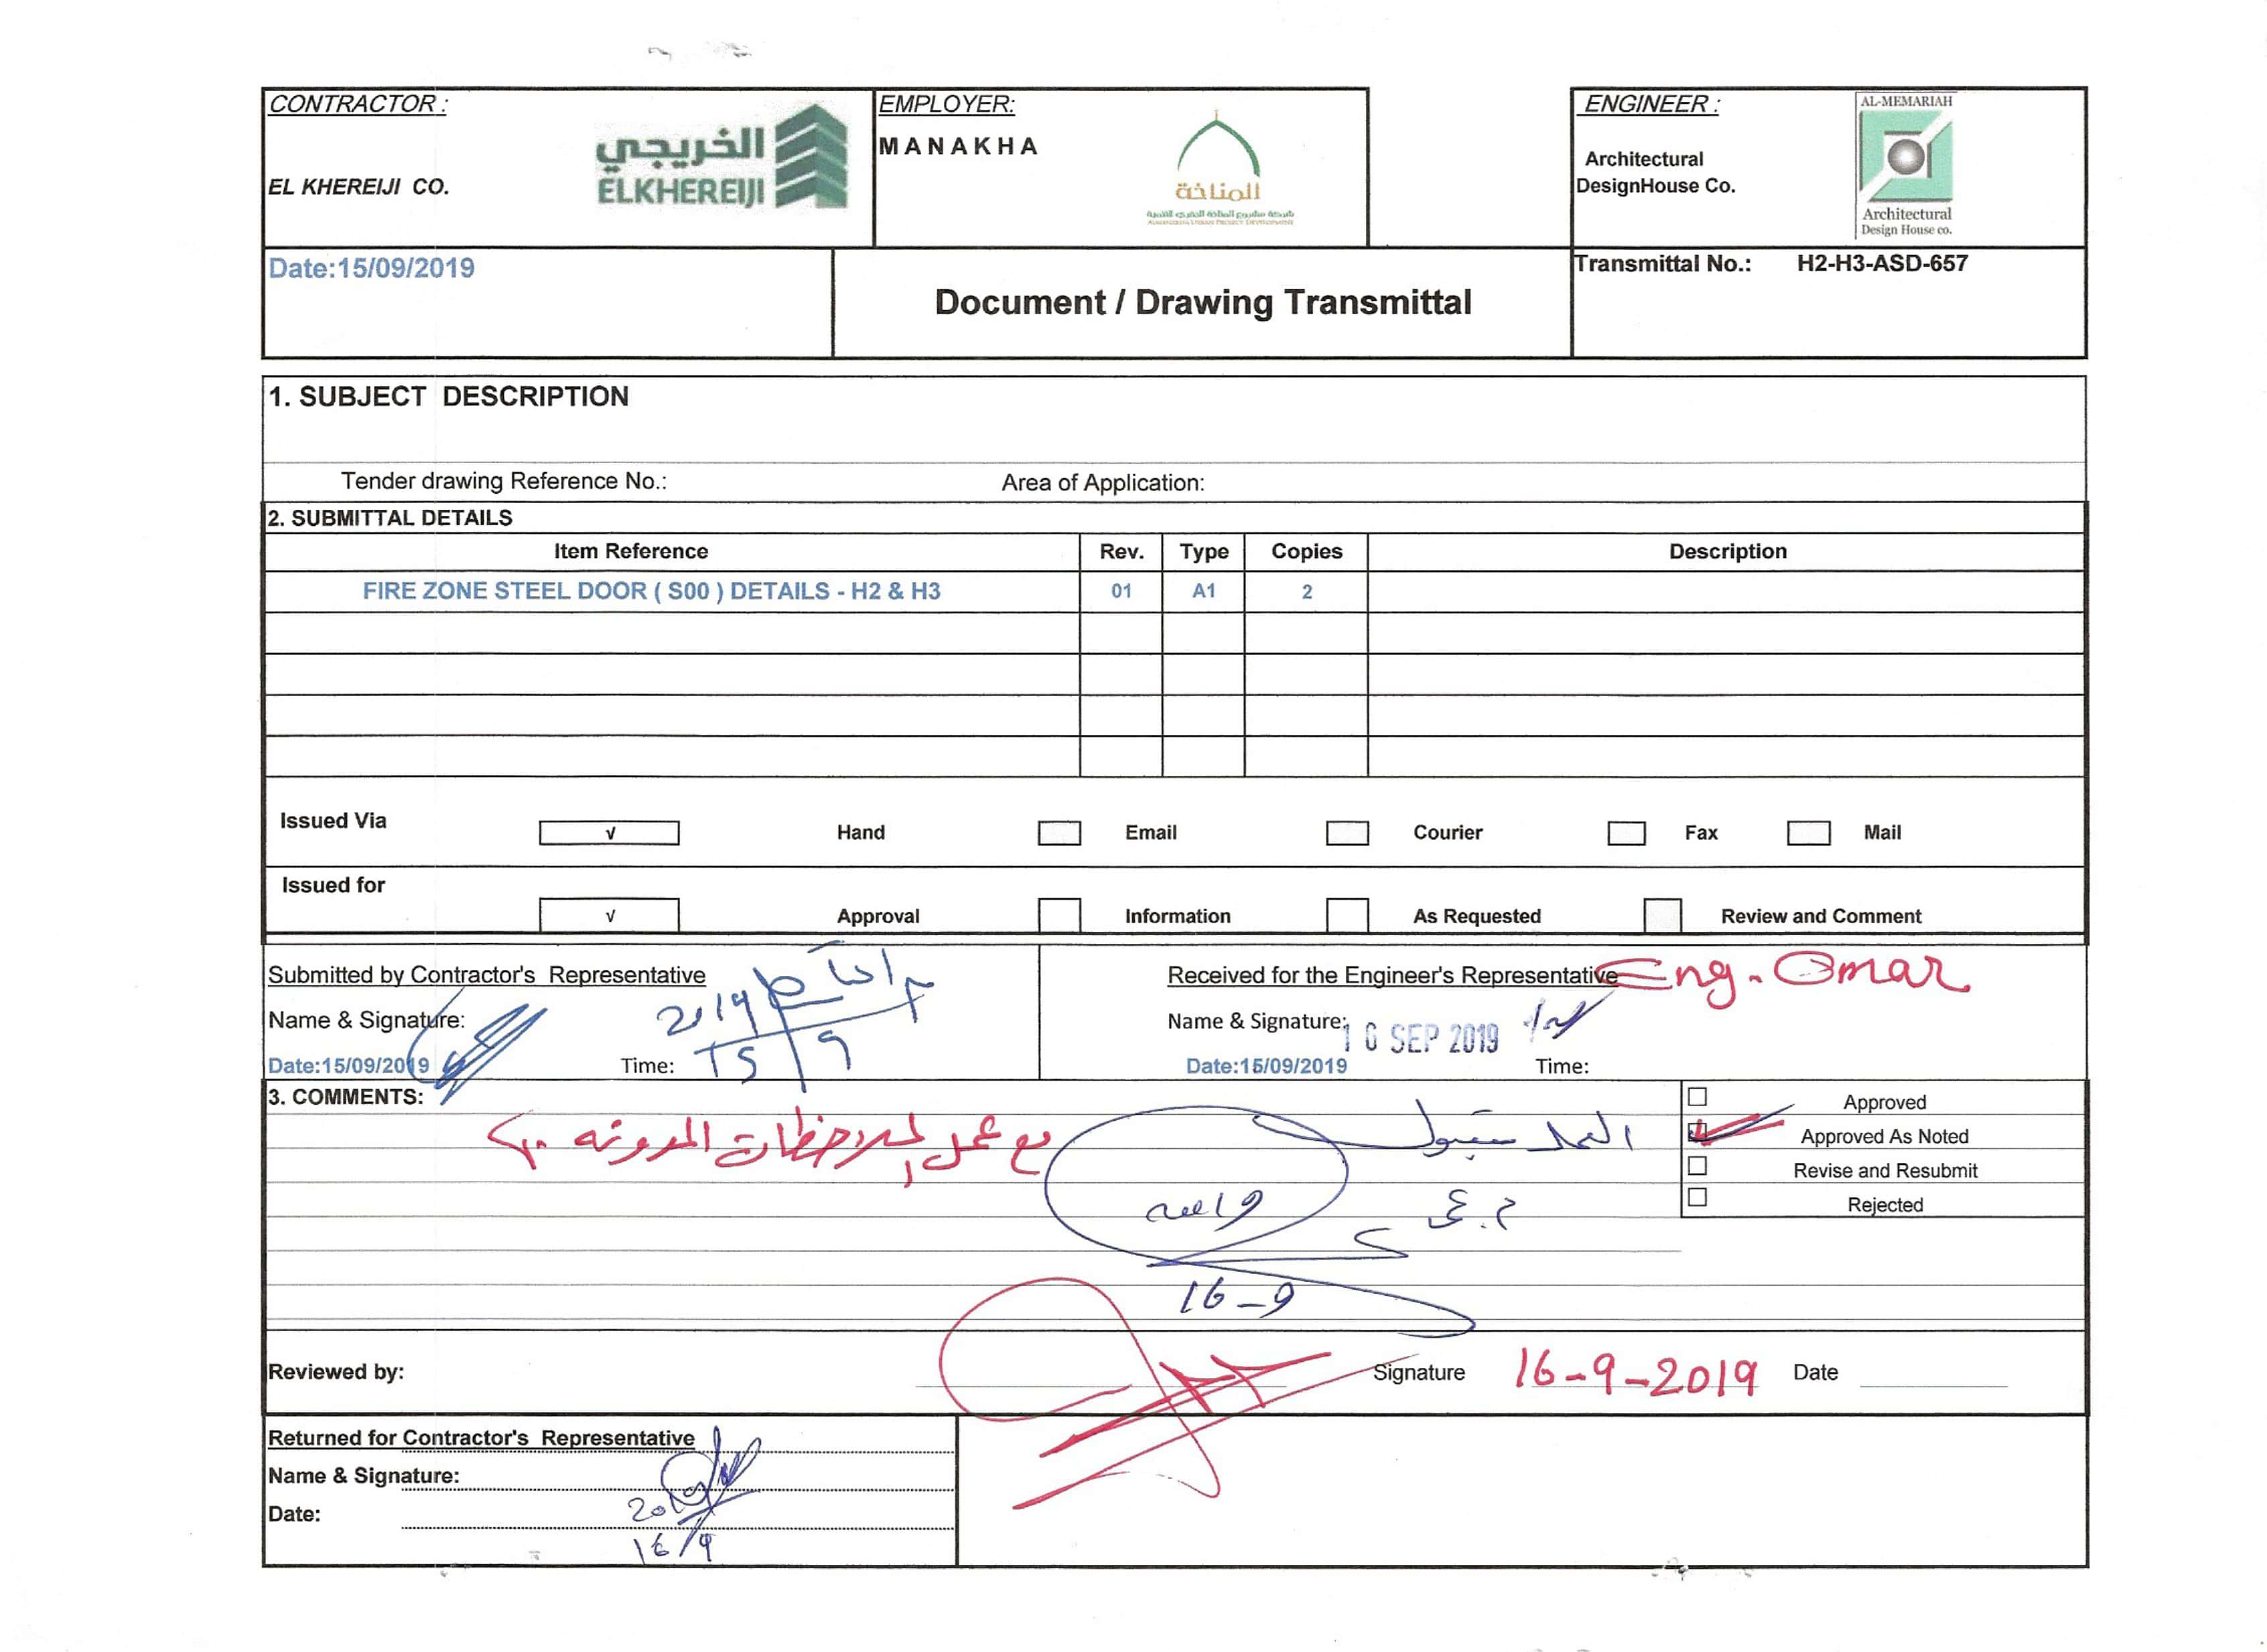 CONTRACTOR :
EL KHEREIJI CO.
الخريجي
ELKHEREIJI
EMPLOYER:
MANAKHA
المناخة
ENGINEER :
Architectural
DesignHouse Co.
AL-MEMARIAH
Architectural
Design House co.
Date:15/09/2019
Document / Drawing Transmittal
Transmittal No.: H2-H3-ASD-657
1. SUBJECT DESCRIPTION
Tender drawing Reference No.: Area of Application:
2. SUBMITTAL DETAILS
Item Reference Rev. Type Copies Description
FIRE ZONE STEEL DOOR ( S00 ) DETAILS - H2 & H3 01 A1 2
Issued Via √ Hand Email Courier Fax Mail
Issued for √ Approval Information As Requested Review and Comment
Submitted by Contractor's Representative
Name & Signature: 2019
Date:15/09/2019 Time: 15 9
Received for the Engineer's Representative Eng. Omar
Name & Signature: 16 SEP 2019
Date:15/09/2019 Time:
3. COMMENTS:
Approved
Approved As Noted
Revise and Resubmit
Rejected
مع عمل الملاحظات المدونه
16-9
Reviewed by: Signature 16-9-2019 Date
Returned for Contractor's Representative
Name & Signature:
Date:
16/9